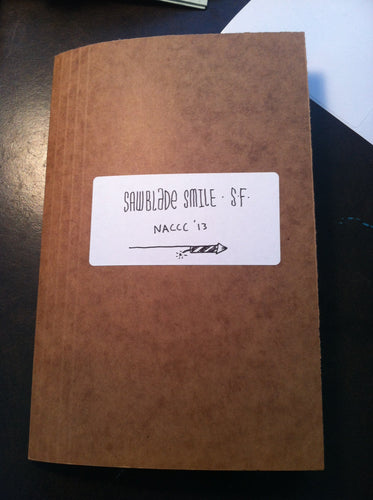 SAWBLADE SMILE · SF.
NACCC '13